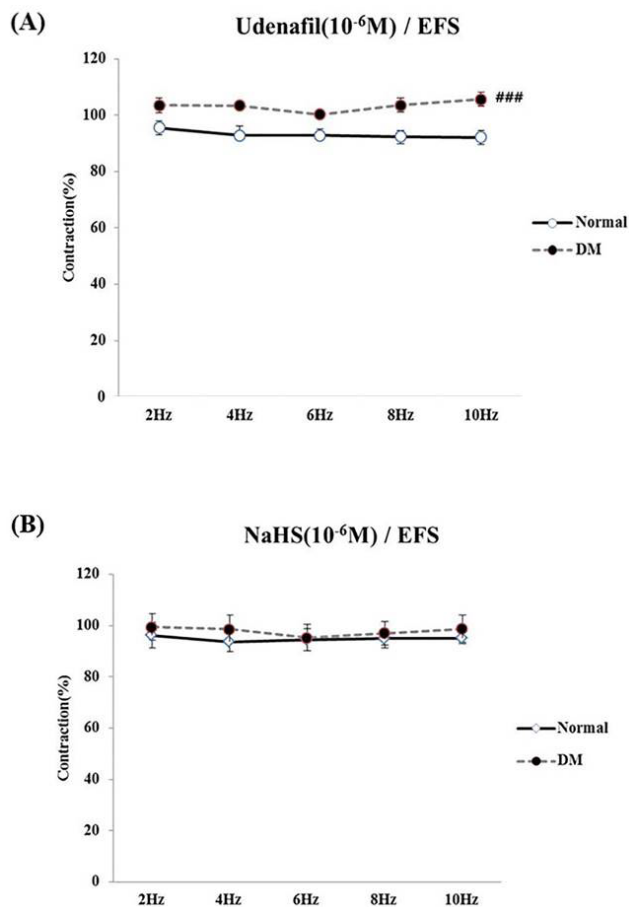 (A)
Udenafil(10⁻⁶M) / EFS
120
100
80
60
40
20
0
Contraction(%)
###
Normal
DM
2Hz 4Hz 6Hz 8Hz 10Hz
(B)
NaHS(10⁻⁶M) / EFS
120
100
80
60
40
20
0
Contraction(%)
Normal
DM
2Hz 4Hz 6Hz 8Hz 10Hz